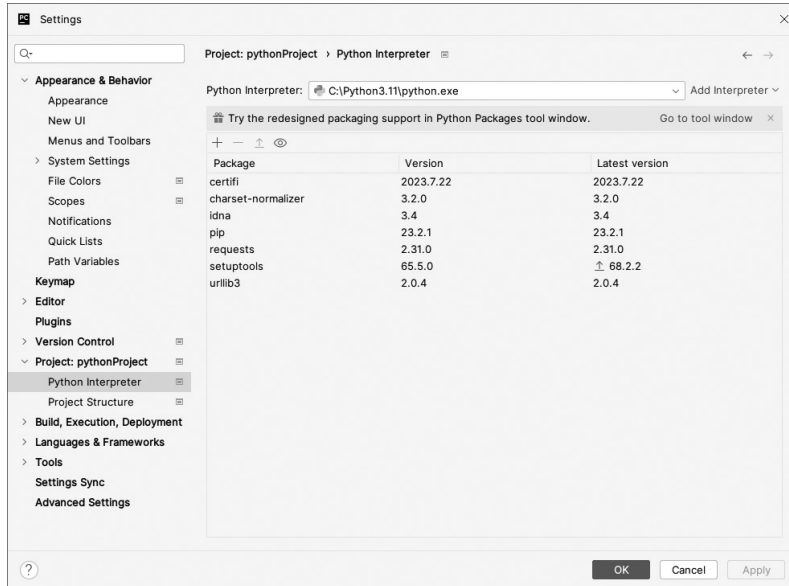 PC Settings
Project: pythonProject › Python Interpreter
Appearance & Behavior
Appearance
New UI
Menus and Toolbars
System Settings
File Colors
Scopes
Notifications
Quick Lists
Path Variables
Keymap
Editor
Plugins
Version Control
Project: pythonProject
Python Interpreter
Project Structure
Build, Execution, Deployment
Languages & Frameworks
Tools
Settings Sync
Advanced Settings
Python Interpreter: C:\Python3.11\python.exe Add Interpreter
Try the redesigned packaging support in Python Packages tool window. Go to tool window
Package Version Latest version
certifi 2023.7.22 2023.7.22
charset-normalizer 3.2.0 3.2.0
idna 3.4 3.4
pip 23.2.1 23.2.1
requests 2.31.0 2.31.0
setuptools 65.5.0 68.2.2
urllib3 2.0.4 2.0.4
? OK Cancel Apply